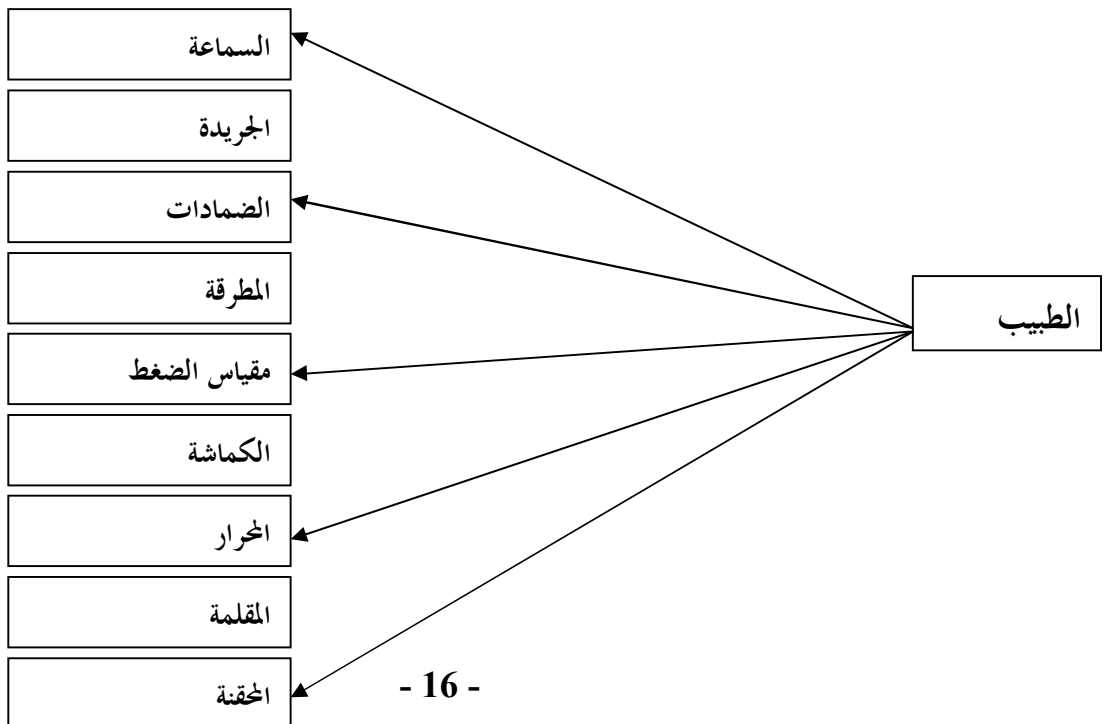 السماعة
الجريدة
الضمادات
المطرقة
الطبيب
مقياس الضغط
الكماشة
المحرار
المقلمة
المحقنة
- 16 -